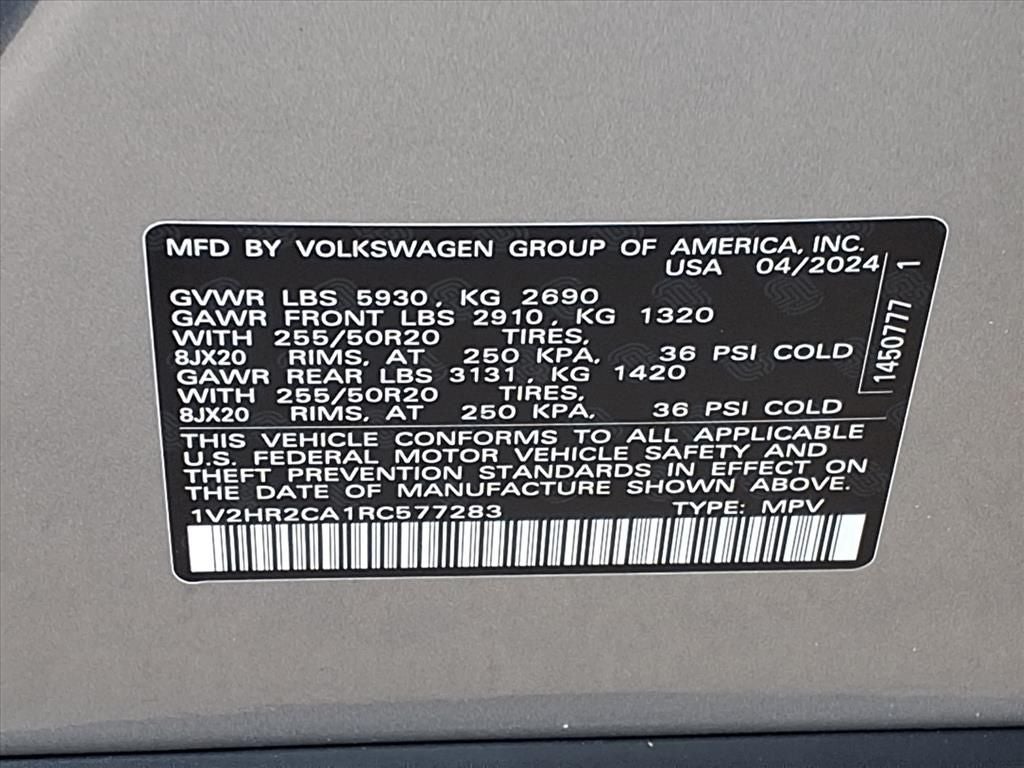 MFD BY VOLKSWAGEN GROUP OF AMERICA, INC.
USA 04/2024
GVWR LBS 5930, KG 2690
GAWR FRONT LBS 2910, KG 1320
WITH 255/50R20 TIRES,
8JX20 RIMS, AT 250 KPA, 36 PSI COLD
GAWR REAR LBS 3131, KG 1420
WITH 255/50R20 TIRES,
8JX20 RIMS, AT 250 KPA, 36 PSI COLD
THIS VEHICLE CONFORMS TO ALL APPLICABLE
U.S. FEDERAL MOTOR VEHICLE SAFETY AND
THEFT PREVENTION STANDARDS IN EFFECT ON
THE DATE OF MANUFACTURE SHOWN ABOVE.
1V2HR2CA1RC577283 TYPE: MPV
1450777 1